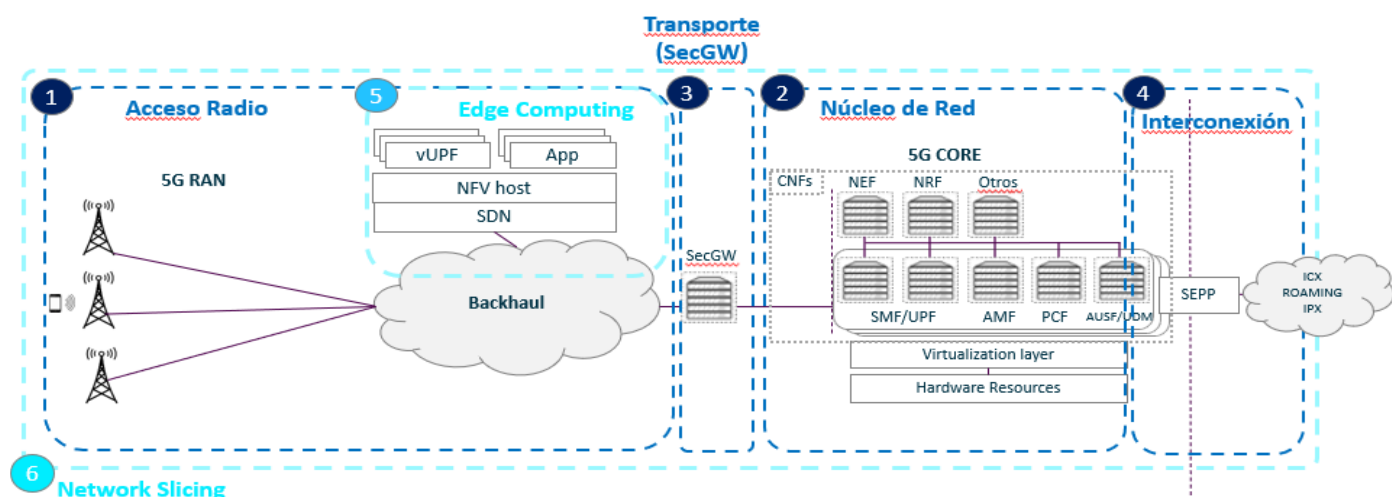 Transporte
(SecGW)
1
Acceso Radio
5
Edge Computing
3
2
Núcleo de Red
4
Interconexión
5G RAN
vUPF
App
NFV host
SDN
Backhaul
SecGW
5G CORE
CNFs
NEF
NRF
Otros
SMF/UPF
AMF
PCF
AUSF/UDM
SEPP
ICX
ROAMING
IPX
Virtualization layer
Hardware Resources
6
Network Slicing